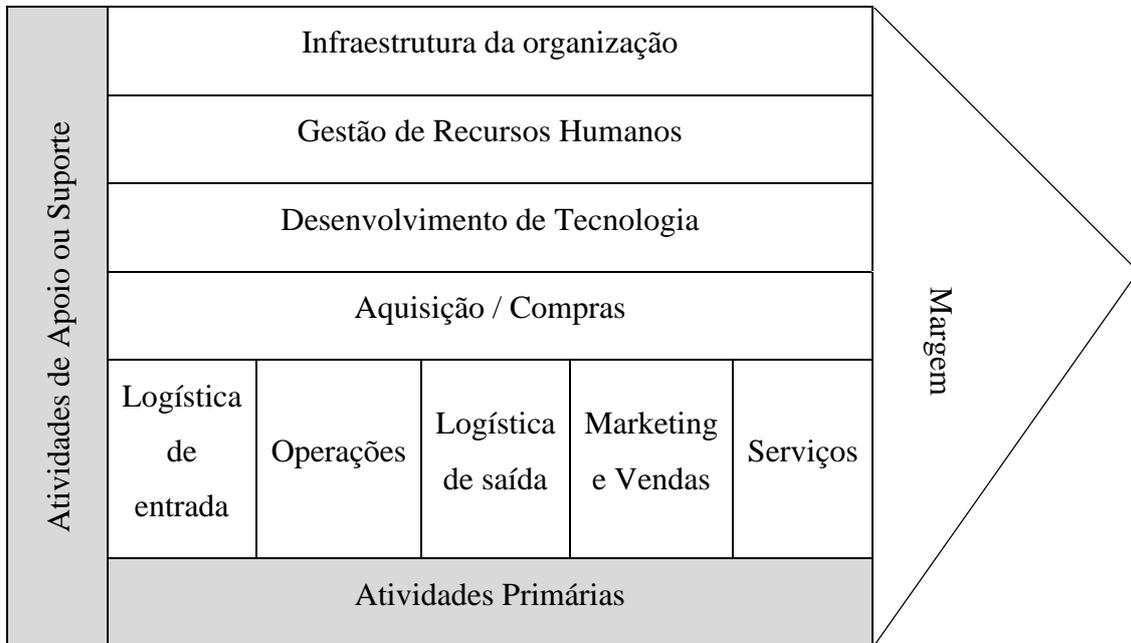 Atividades de Apoio ou Suporte
Infraestrutura da organização
Gestão de Recursos Humanos
Desenvolvimento de Tecnologia
Aquisição / Compras
Logística
de
entrada
Operações
Logística
de saída
Marketing
e Vendas
Serviços
Atividades Primárias
Margem